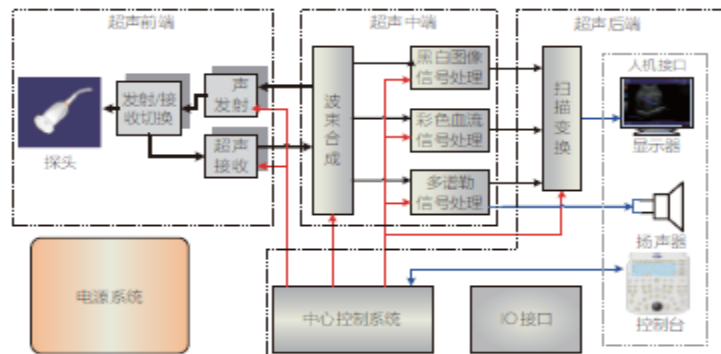 超声前端
超声中端
超声后端
探头
发射/接
收切换
声
发射
超声
接收
波束合成
黑白图像
信号处理
彩色血流
信号处理
多谱勒
信号处理
扫描变换
人机接口
显示器
扬声器
控制台
电源系统
中心控制系统
IO接口